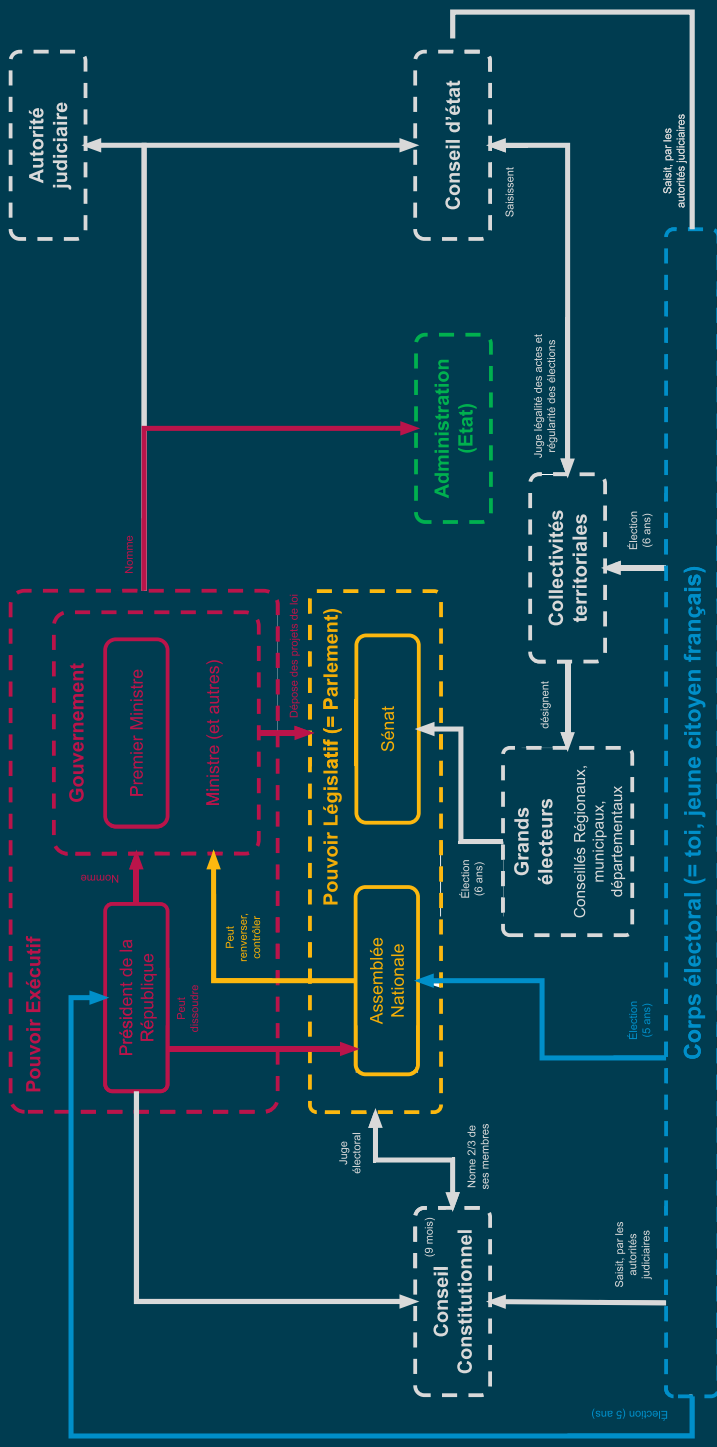 Pouvoir Exécutif
Président de la
République
Nomme
Gouvernement
Premier Ministre
Ministre (et autres)
Nomme
Autorité
judiciaire
Peut
dissoudre
Peut
renverser,
contrôler
Dépose des projets de loi
Pouvoir Législatif (= Parlement)
Assemblée
Nationale
Sénat
Juge
électoral
Nome 2/3 de
ses membres
(9 mois)
Conseil
Constitutionnel
Administration
(Etat)
Conseil d'état
Saisissent
Élection
(6 ans)
Grands
électeurs
Conseillés Régionaux,
municipaux,
départementaux
désignent
Collectivités
territoriales
Juge légalité des actes et
régularité des élections
Élection (5 ans)
Saisit, par les
autorités
judiciaires
Élection
(5 ans)
Élection
(6 ans)
Saisit, par les
autorités judiciaires
Corps électoral (= toi, jeune citoyen français)